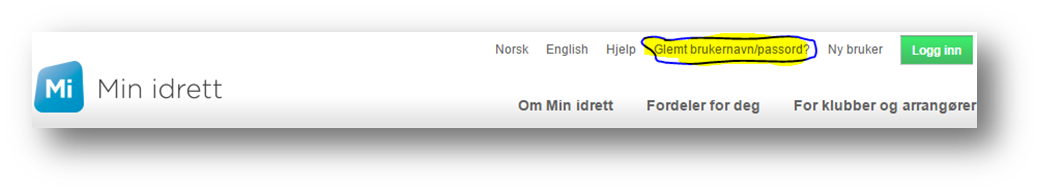 Norsk English Hjelp Glemt brukernavn/passord? Ny bruker Logg inn
Mi Min idrett
Om Min idrett Fordeler for deg For klubber og arrangører